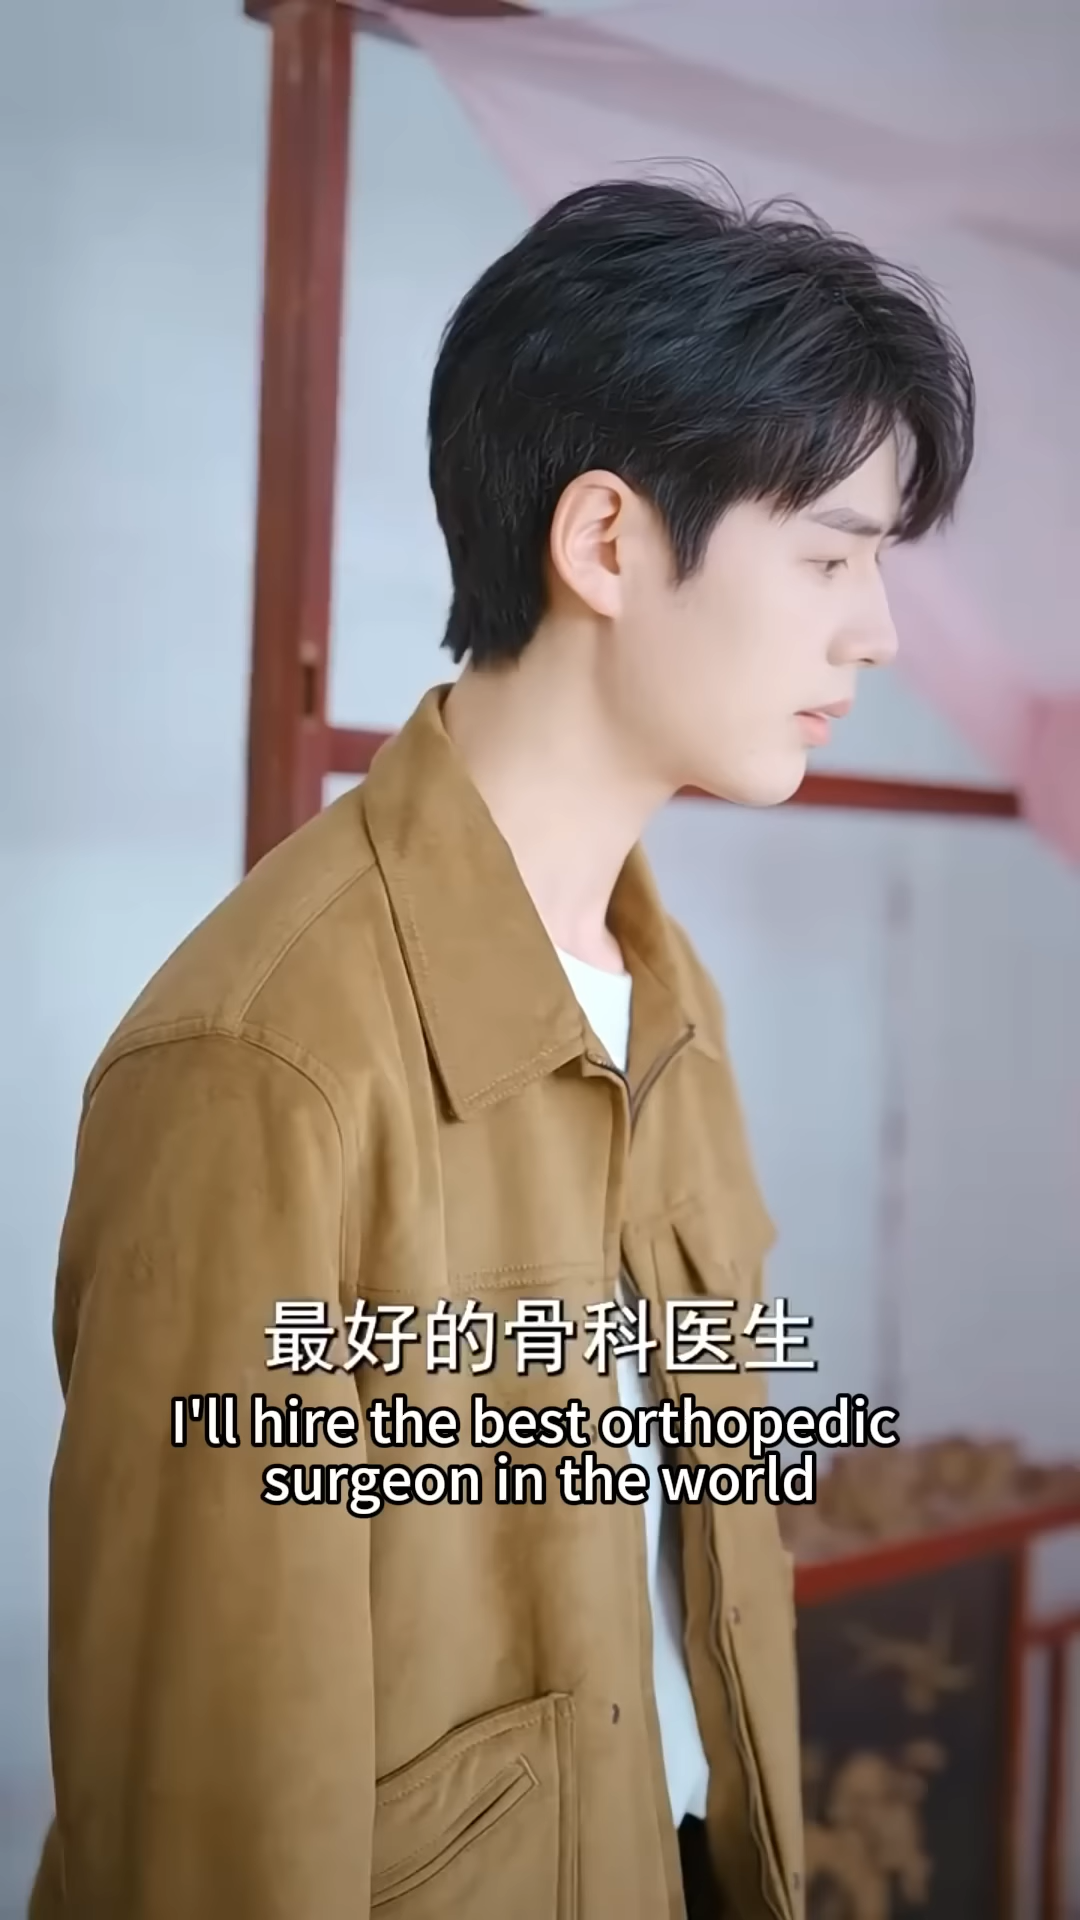 最好的骨科医生
I'll hire the best orthopedic
surgeon in the world